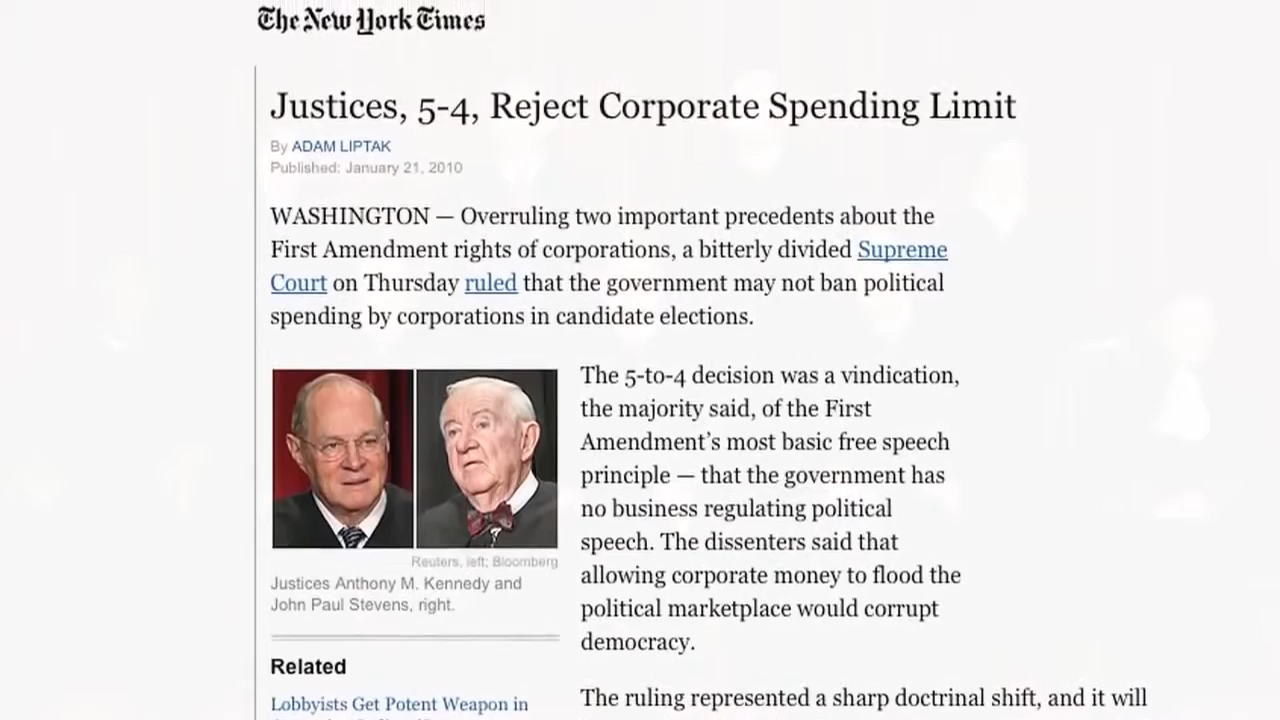 The New York Times
Justices, 5-4, Reject Corporate Spending Limit
By ADAM LIPTAK
Published: January 21, 2010
WASHINGTON — Overruling two important precedents about the
First Amendment rights of corporations, a bitterly divided Supreme
Court on Thursday ruled that the government may not ban political
spending by corporations in candidate elections.
The 5-to-4 decision was a vindication,
the majority said, of the First
Amendment’s most basic free speech
principle — that the government has
no business regulating political
speech. The dissenters said that
allowing corporate money to flood the
political marketplace would corrupt
democracy.
Reuters, left; Bloomberg
Justices Anthony M. Kennedy and
John Paul Stevens, right.
Related
Lobbyists Get Potent Weapon in
The ruling represented a sharp doctrinal shift, and it will